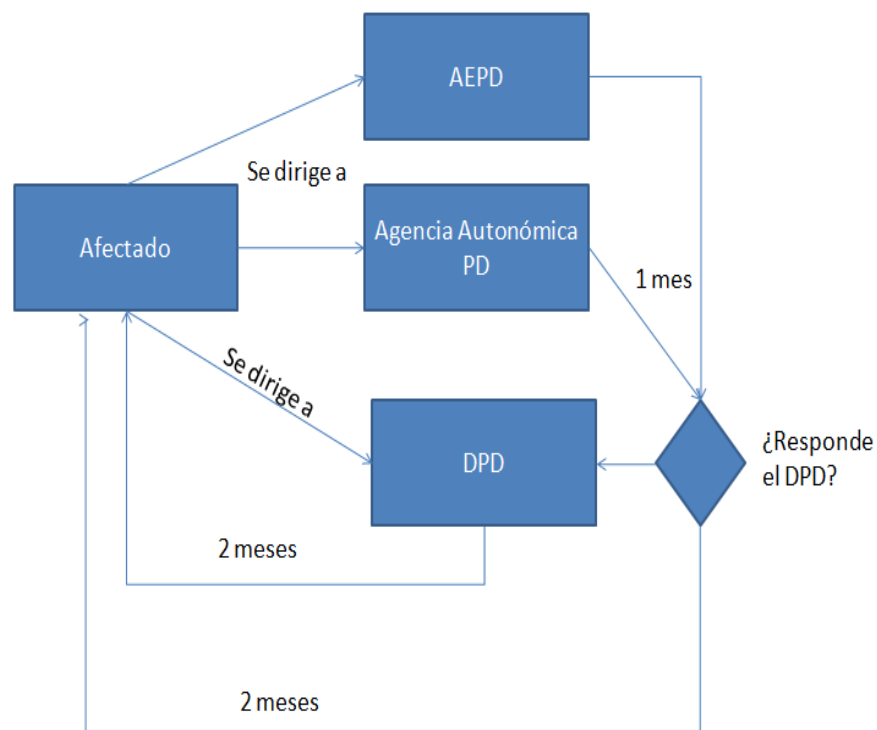 AEPD
Se dirige a
Afectado
Agencia Autonómica
PD
1 mes
Se dirige a
DPD
¿Responde
el DPD?
2 meses
2 meses